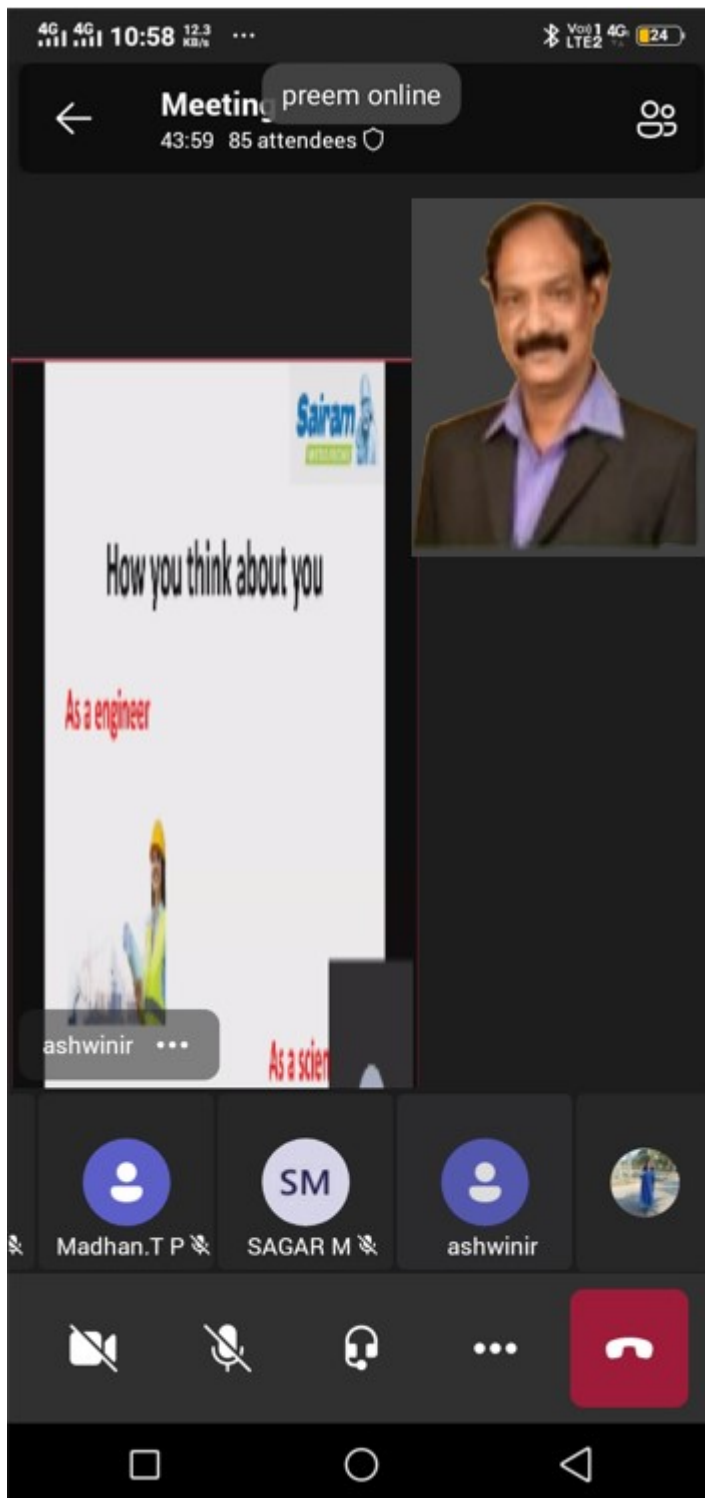 4G 4G 10:58 12.3 KB/s ... Vo) 1 LTE2 4G 24
Meeting preem online
43:59 85 attendees
Sairam
How you think about you
As a engineer
ashwinir •••
As a scien
Madhan.T P SM SAGAR M ashwinir